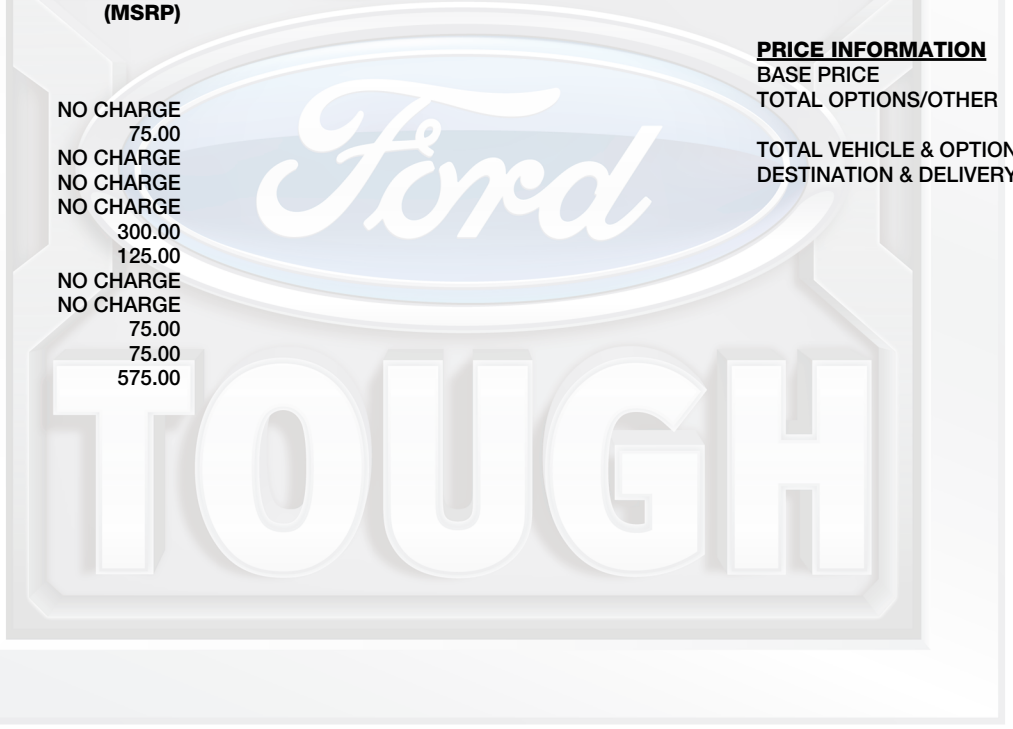 (MSRP)
NO CHARGE
75.00
NO CHARGE
NO CHARGE
NO CHARGE
300.00
125.00
NO CHARGE
NO CHARGE
75.00
75.00
575.00
PRICE INFORMATION
BASE PRICE
TOTAL OPTIONS/OTHER
TOTAL VEHICLE & OPTION
DESTINATION & DELIVERY
Ford
TOUGH